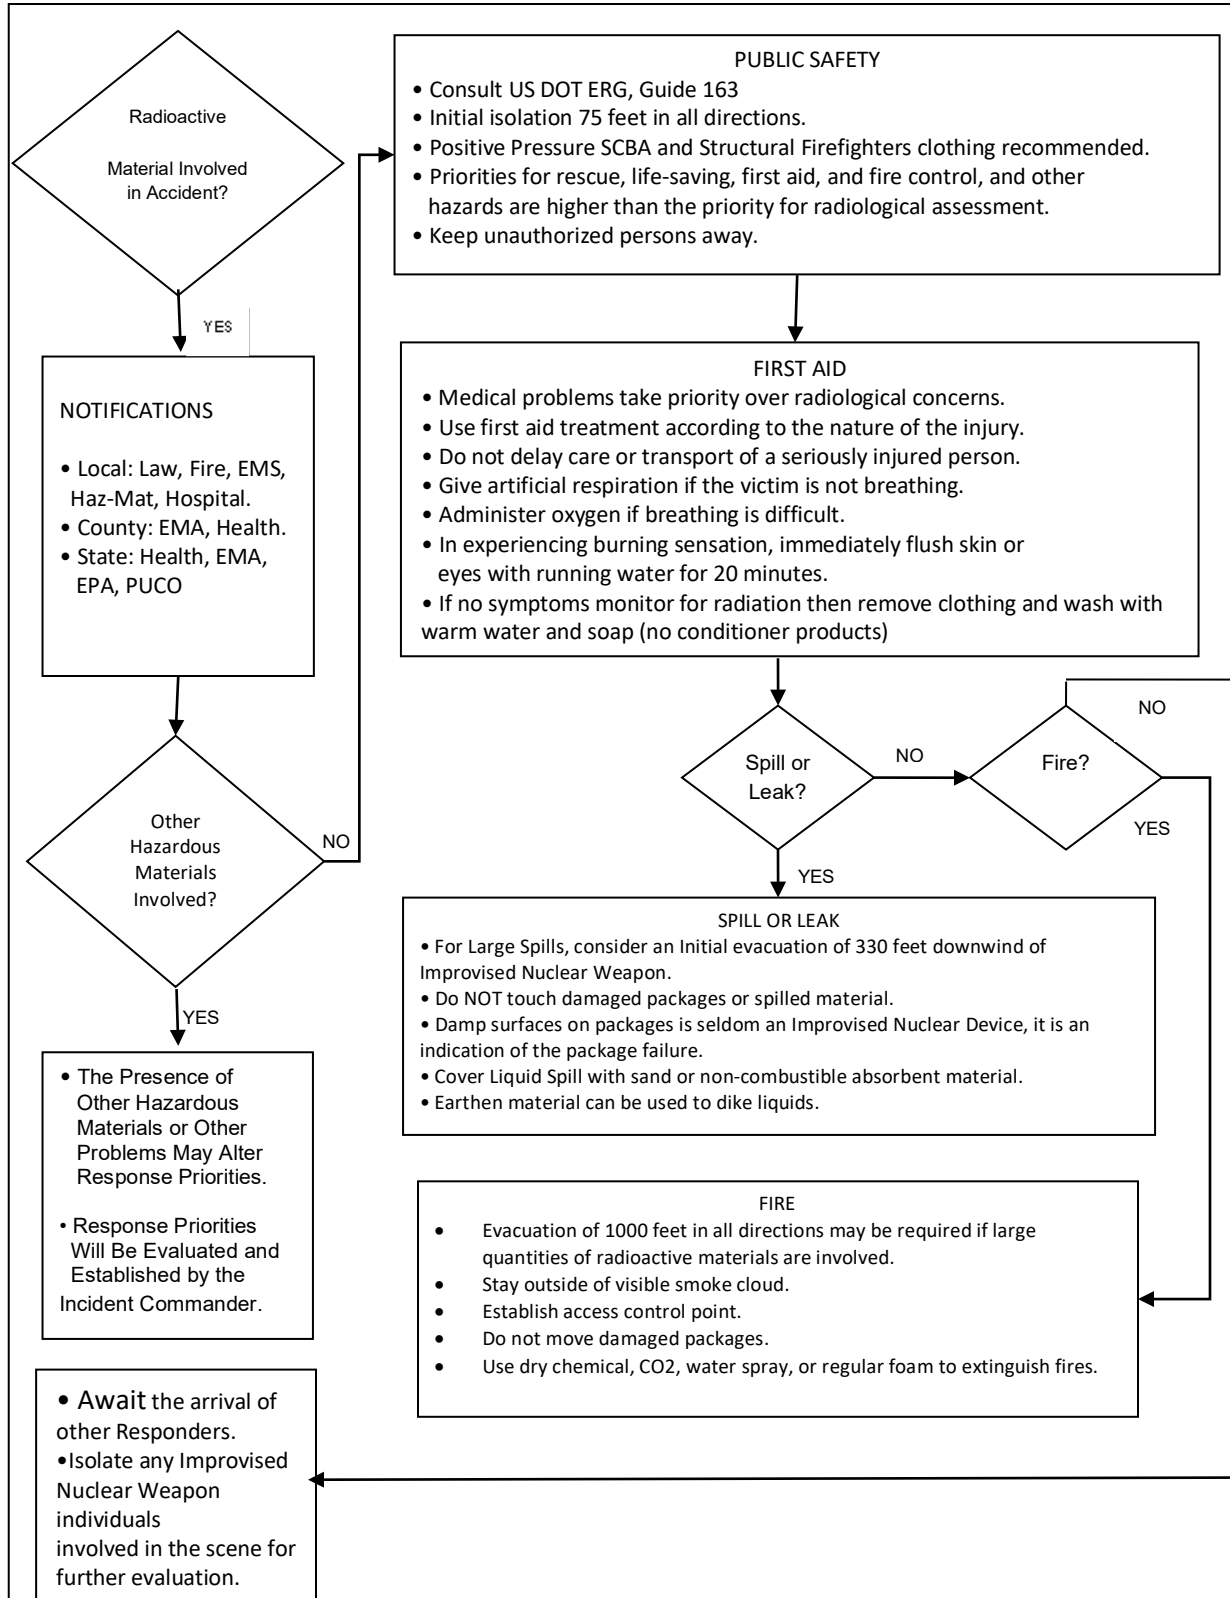 Radioactive
Material Involved
in Accident?
YES
NOTIFICATIONS
• Local: Law, Fire, EMS,
Haz-Mat, Hospital.
• County: EMA, Health.
• State: Health, EMA,
EPA, PUCO
Other
Hazardous
Materials
Involved?
NO
YES
• The Presence of
Other Hazardous
Materials or Other
Problems May Alter
Response Priorities.
• Response Priorities
Will Be Evaluated and
Established by the
Incident Commander.
PUBLIC SAFETY
• Consult US DOT ERG, Guide 163
• Initial isolation 75 feet in all directions.
• Positive Pressure SCBA and Structural Firefighters clothing recommended.
• Priorities for rescue, life-saving, first aid, and fire control, and other
hazards are higher than the priority for radiological assessment.
• Keep unauthorized persons away.
FIRST AID
• Medical problems take priority over radiological concerns.
• Use first aid treatment according to the nature of the injury.
• Do not delay care or transport of a seriously injured person.
• Give artificial respiration if the victim is not breathing.
• Administer oxygen if breathing is difficult.
• In experiencing burning sensation, immediately flush skin or
eyes with running water for 20 minutes.
• If no symptoms monitor for radiation then remove clothing and wash with
warm water and soap (no conditioner products)
Spill or
Leak?
NO
Fire?
NO
YES
YES
SPILL OR LEAK
• For Large Spills, consider an Initial evacuation of 330 feet downwind of
Improvised Nuclear Weapon.
• Do NOT touch damaged packages or spilled material.
• Damp surfaces on packages is seldom an Improvised Nuclear Device, it is an
indication of the package failure.
• Cover Liquid Spill with sand or non-combustible absorbent material.
• Earthen material can be used to dike liquids.
FIRE
• Evacuation of 1000 feet in all directions may be required if large
quantities of radioactive materials are involved.
• Stay outside of visible smoke cloud.
• Establish access control point.
• Do not move damaged packages.
• Use dry chemical, CO2, water spray, or regular foam to extinguish fires.
• Await the arrival of
other Responders.
•Isolate any Improvised
Nuclear Weapon
individuals
involved in the scene for
further evaluation.